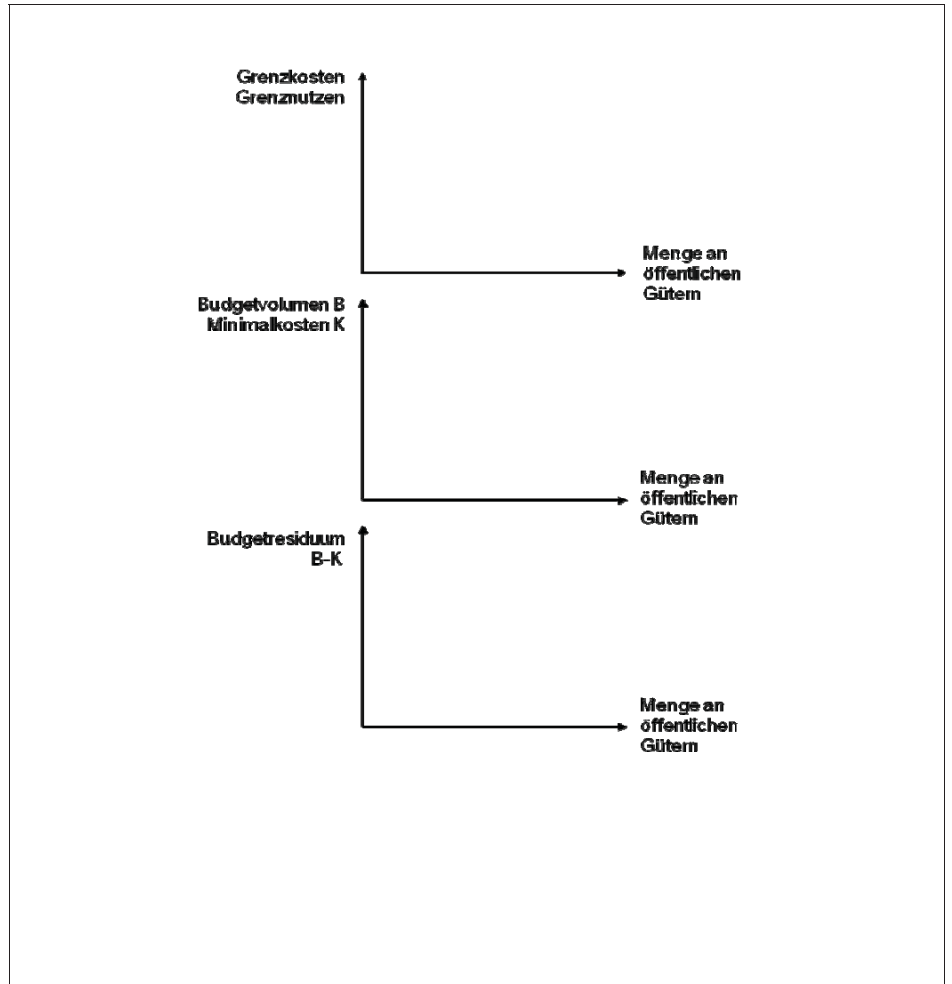 Grenzkosten
Grenznutzen
Menge an
öffentlichen
Gütern
Budgetvolumen B
Minimalkosten K
Menge an
öffentlichen
Gütern
Budgetresiduum
B-K
Menge an
öffentlichen
Gütern